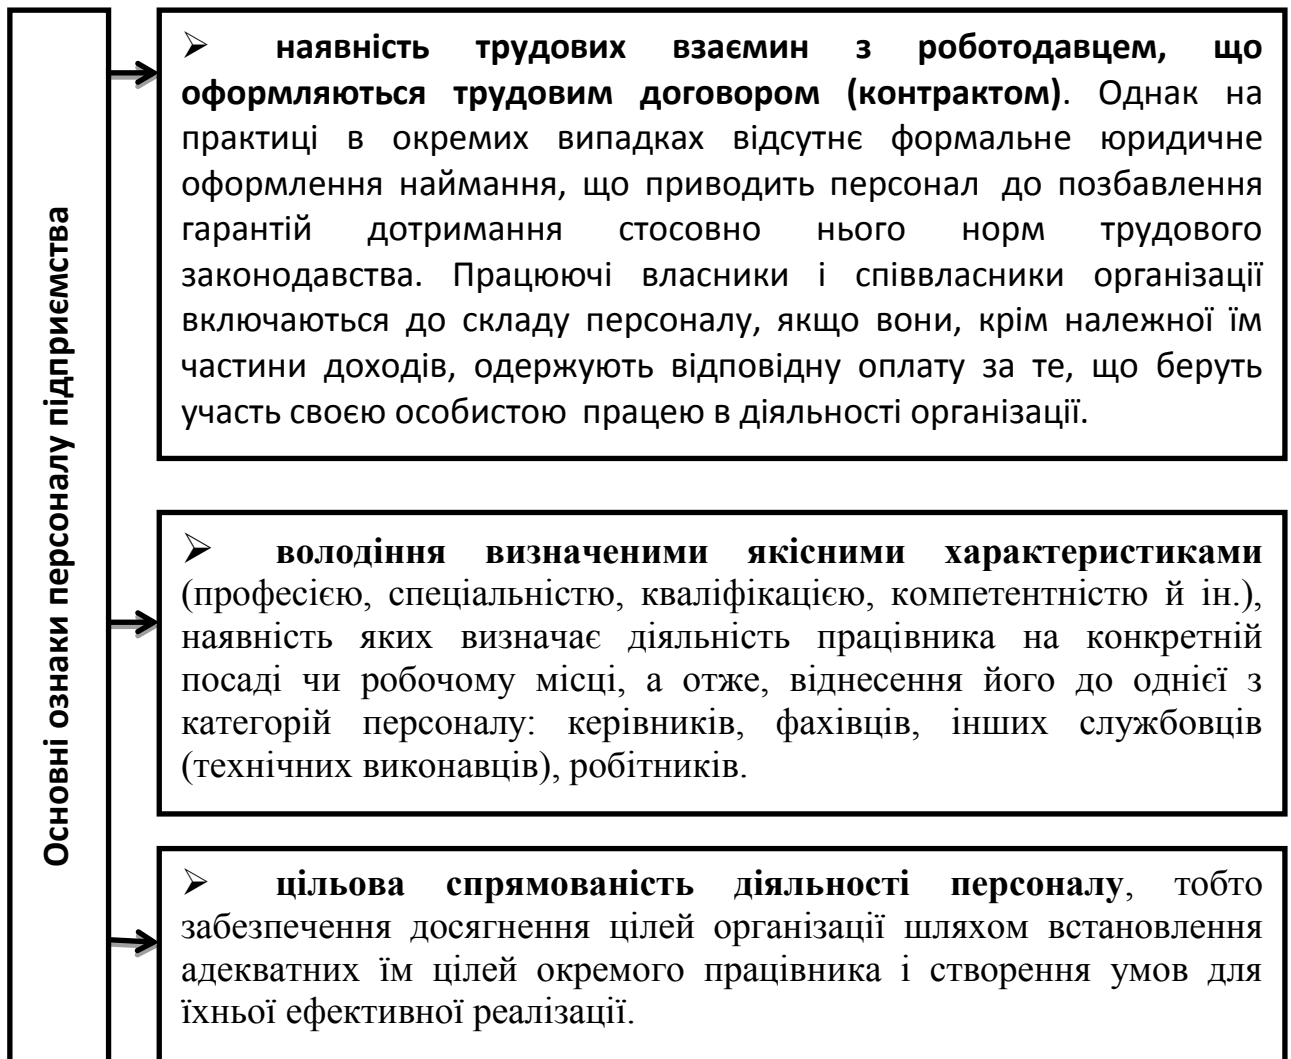 Основні ознаки персоналу підприємства
➢ наявність трудових взаємин з роботодавцем, що
оформляються трудовим договором (контрактом). Однак на
практиці в окремих випадках відсутнє формальне юридичне
оформлення наймання, що приводить персонал до позбавлення
гарантій дотримання стосовно нього норм трудового
законодавства. Працюючі власники і співвласники організації
включаються до складу персоналу, якщо вони, крім належної їм
частини доходів, одержують відповідну оплату за те, що беруть
участь своєю особистою працею в діяльності організації.
➢ володіння визначеними якісними характеристиками
(професією, спеціальністю, кваліфікацією, компетентністю й ін.),
наявність яких визначає діяльність працівника на конкретній
посаді чи робочому місці, а отже, віднесення його до однієї з
категорій персоналу: керівників, фахівців, інших службовців
(технічних виконавців), робітників.
➢ цільова спрямованість діяльності персоналу, тобто
забезпечення досягнення цілей організації шляхом встановлення
адекватних їм цілей окремого працівника і створення умов для
їхньої ефективної реалізації.